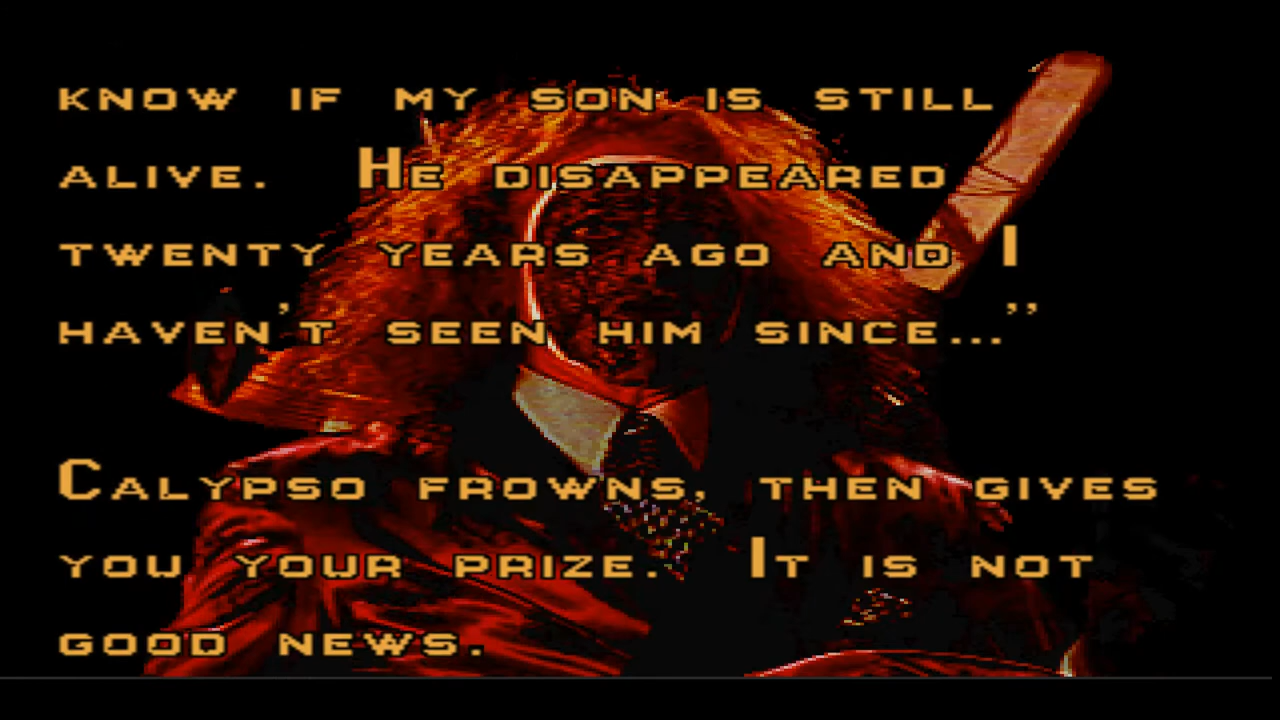 KNOW IF MY SON IS STILL
ALIVE. HE DISAPPEARED
TWENTY YEARS AGO AND I
HAVEN'T SEEN HIM SINCE..."
CALYPSO FROWNS, THEN GIVES
YOU YOUR PRIZE. IT IS NOT
GOOD NEWS.